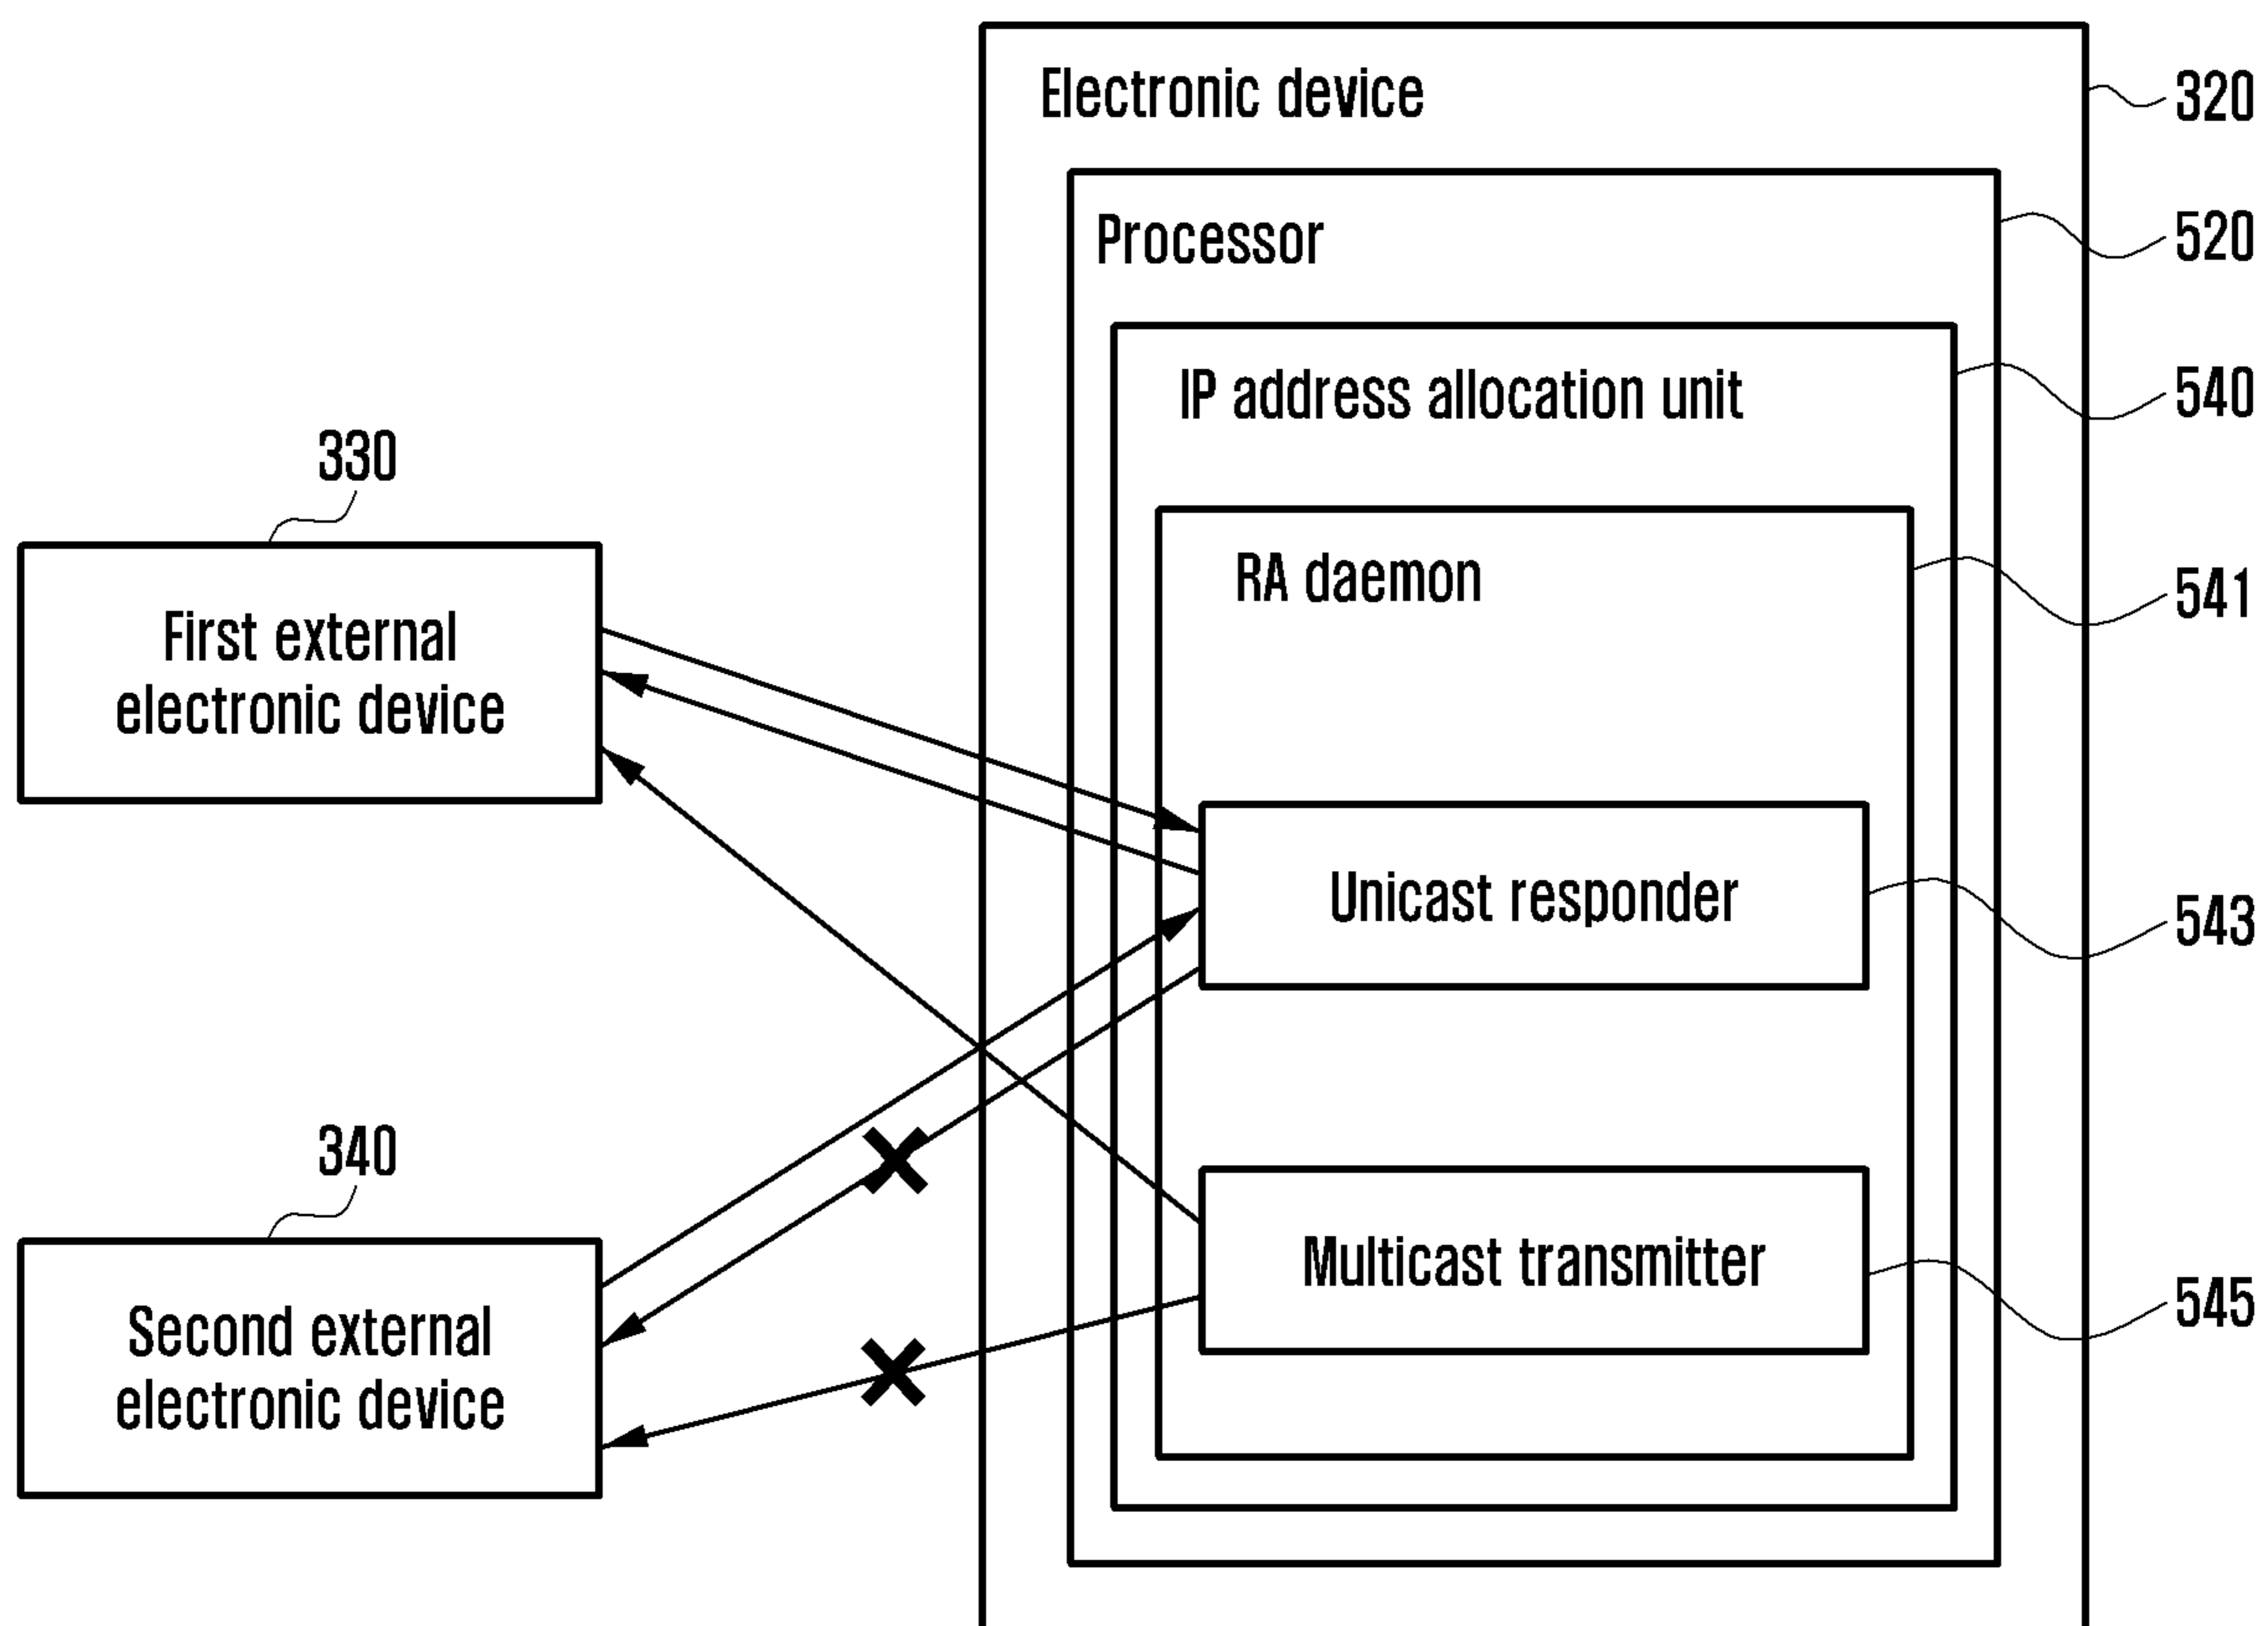 Electronic device
320
Processor
520
IP address allocation unit
540
330
RA daemon
541
First external
electronic device
Unicast responder
543
340
Multicast transmitter
545
Second external
electronic device